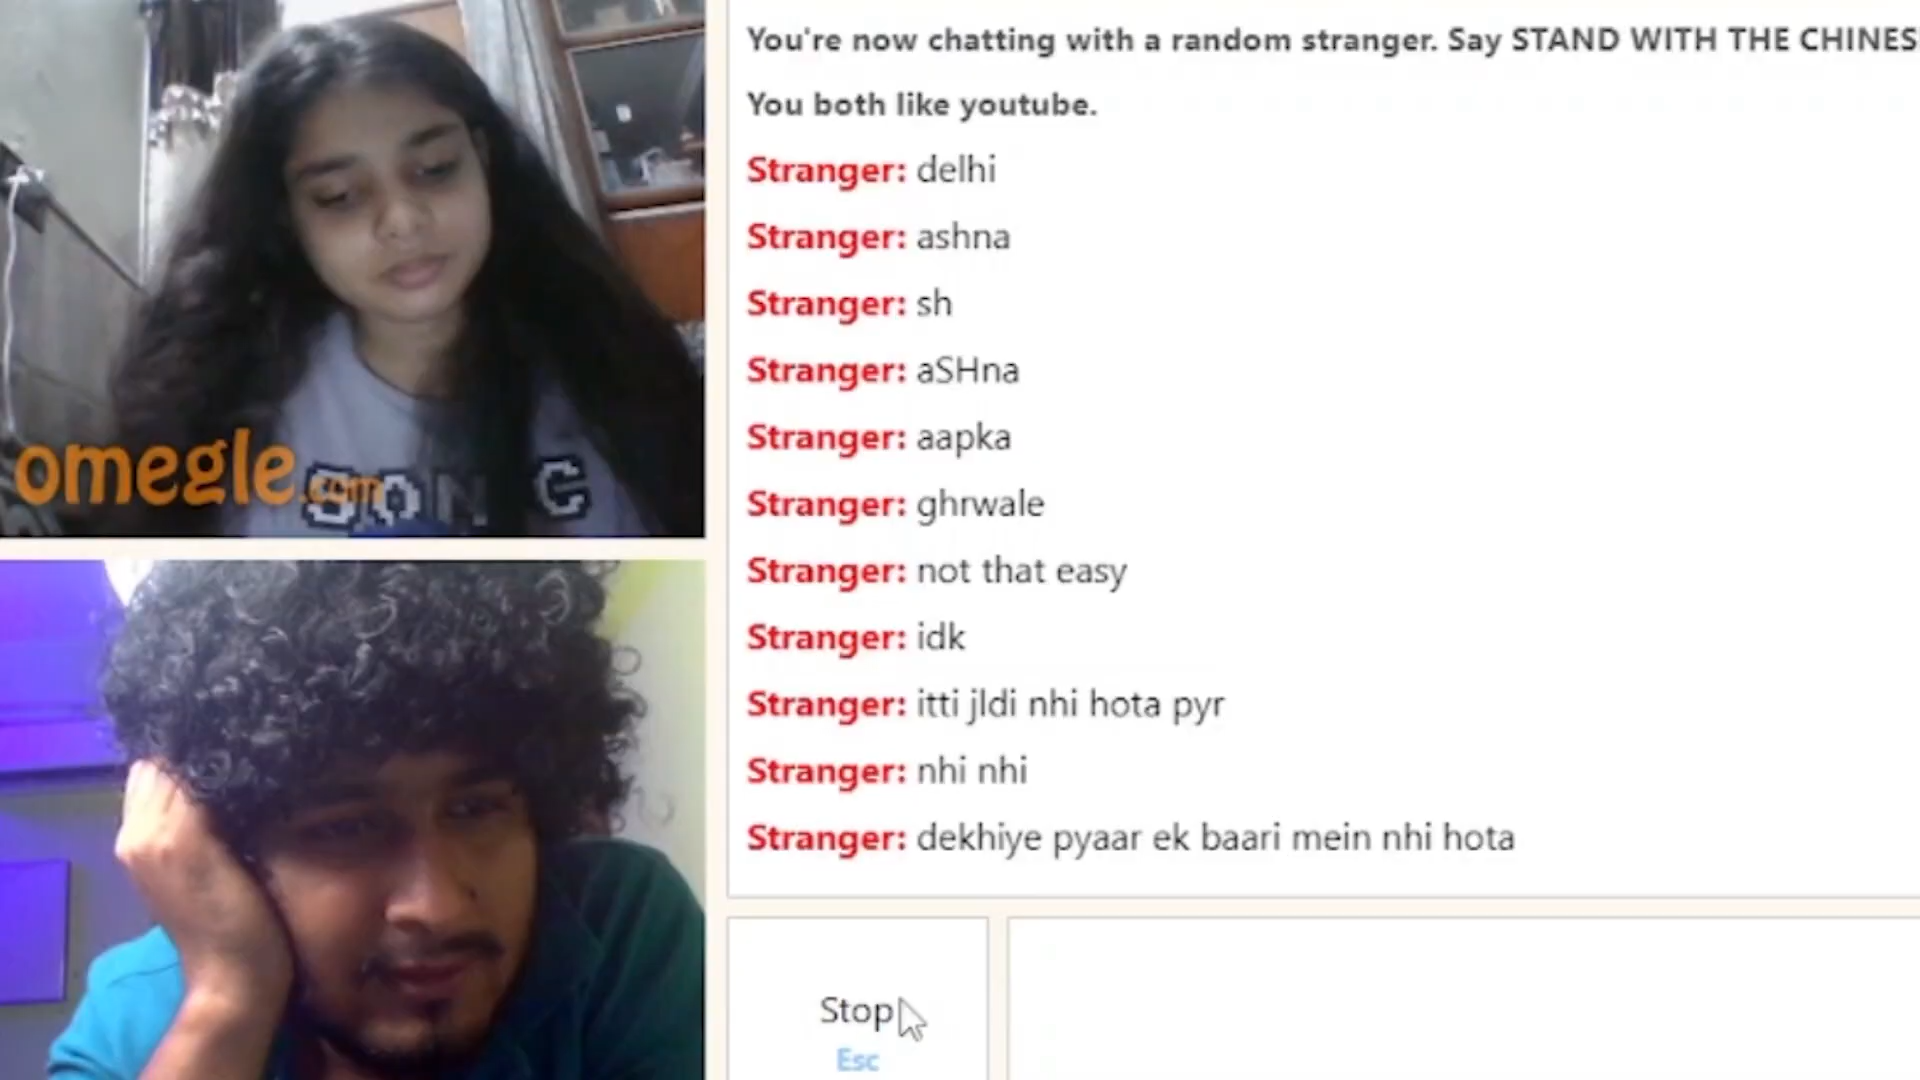 You're now chatting with a random stranger. Say STAND WITH THE CHINES
You both like youtube.
Stranger: delhi
Stranger: ashna
Stranger: sh
Stranger: aSHna
Stranger: aapka
Stranger: ghrwale
Stranger: not that easy
Stranger: idk
Stranger: itti jldi nhi hota pyr
Stranger: nhi nhi
Stranger: dekhiye pyaar ek baari mein nhi hota
omegle.com
SONIC
Stop
Esc